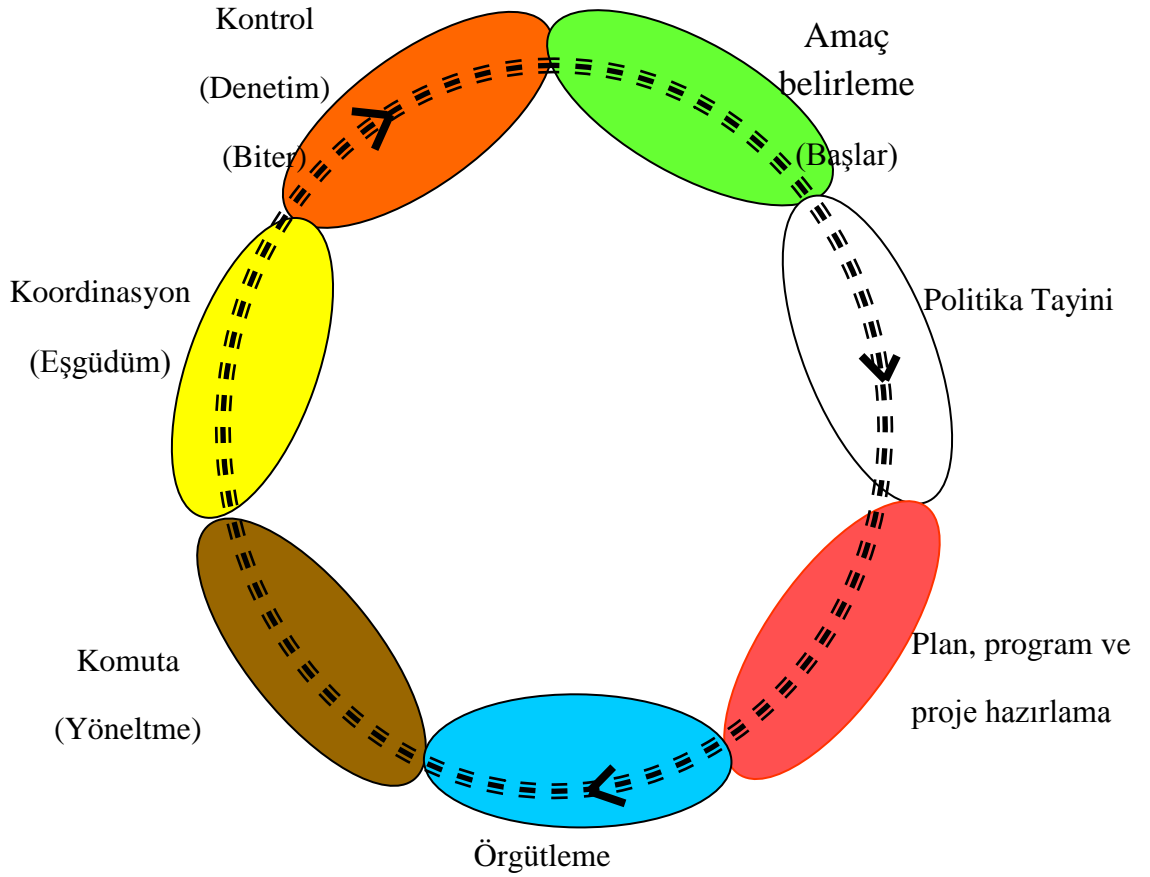 Kontrol
(Denetim)
(Biter)
Amaç
belirleme
(Başlar)
Koordinasyon
(Eşgüdüm)
Politika Tayini
Komuta
(Yöneltme)
Plan, program ve
proje hazırlama
Örgütleme